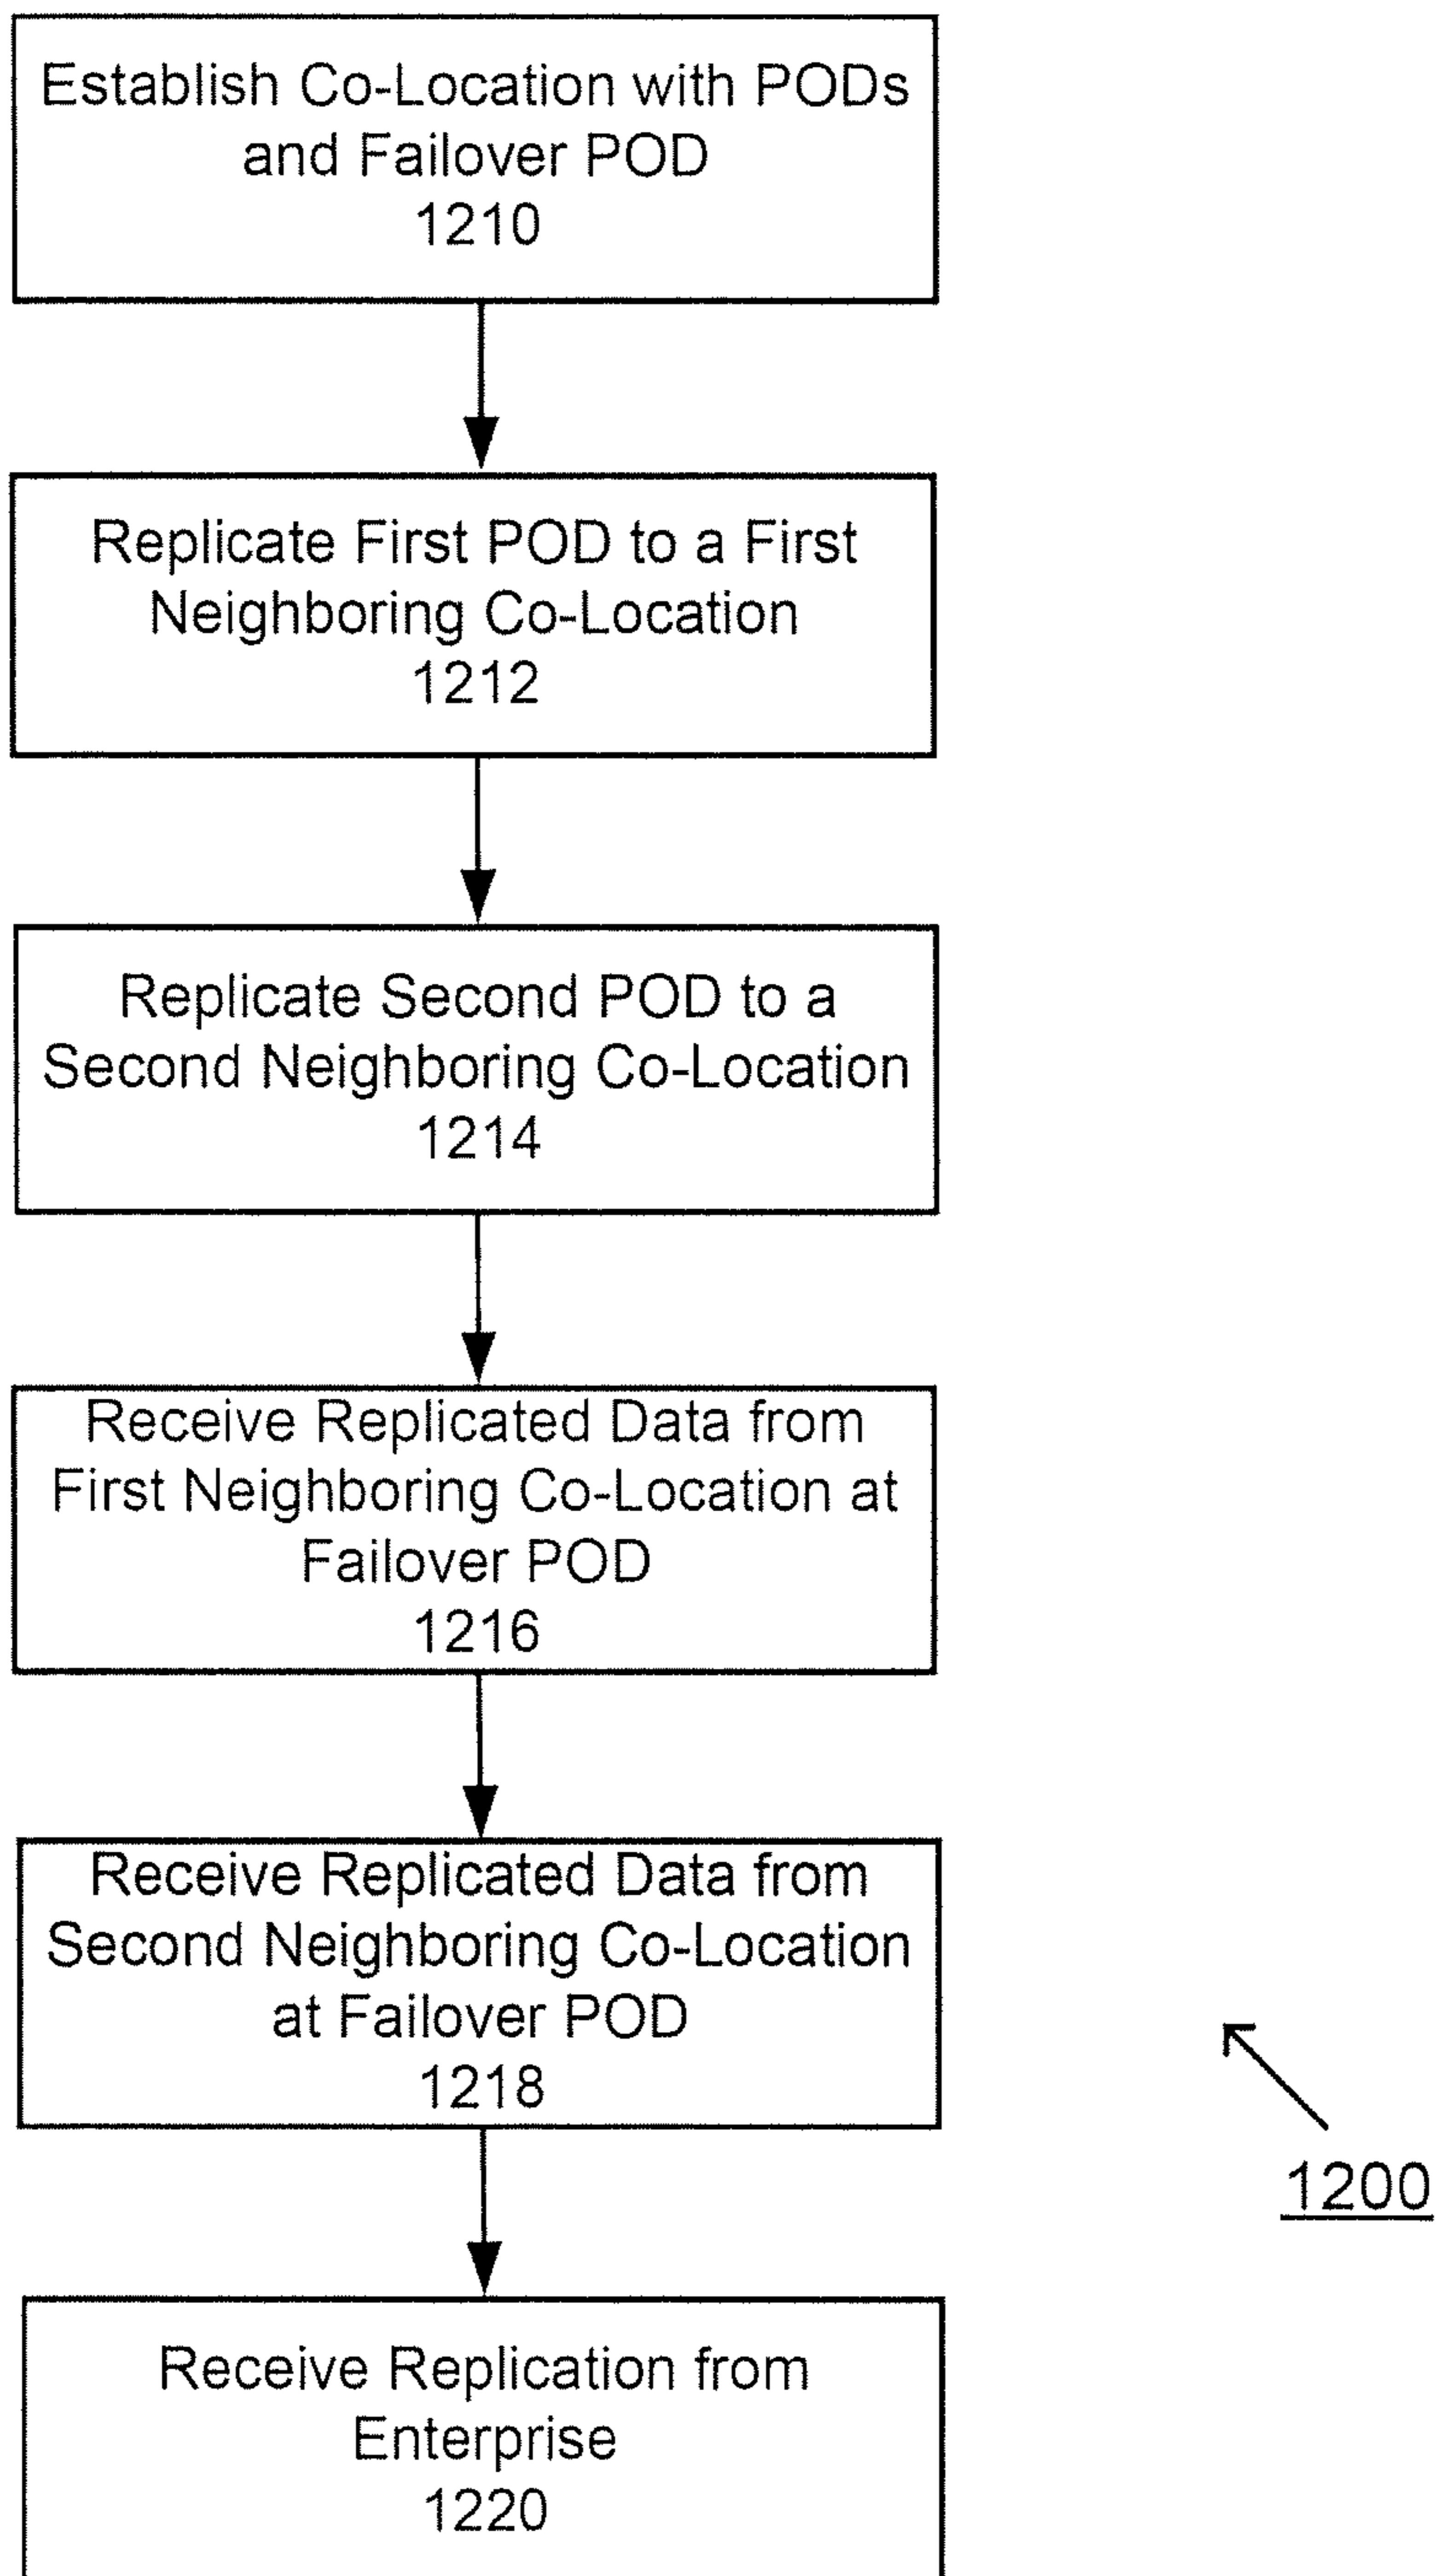 Establish Co-Location with PODs
and Failover POD
1210
Replicate First POD to a First
Neighboring Co-Location
1212
Replicate Second POD to a
Second Neighboring Co-Location
1214
Receive Replicated Data from
First Neighboring Co-Location at
Failover POD
1216
Receive Replicated Data from
Second Neighboring Co-Location
at Failover POD
1218
1200
Receive Replication from
Enterprise
1220